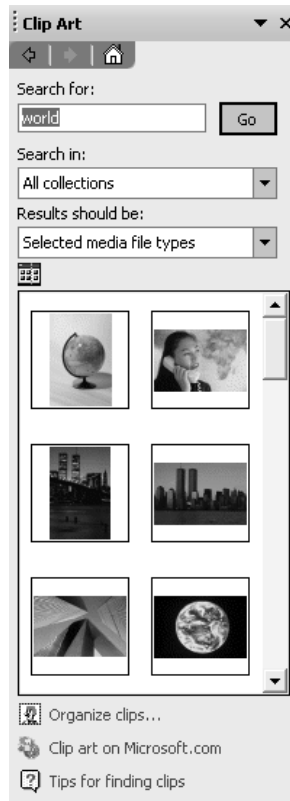 Clip Art
Search for:
world
Go
Search in:
All collections
Results should be:
Selected media file types
Organize clips...
Clip art on Microsoft.com
Tips for finding clips